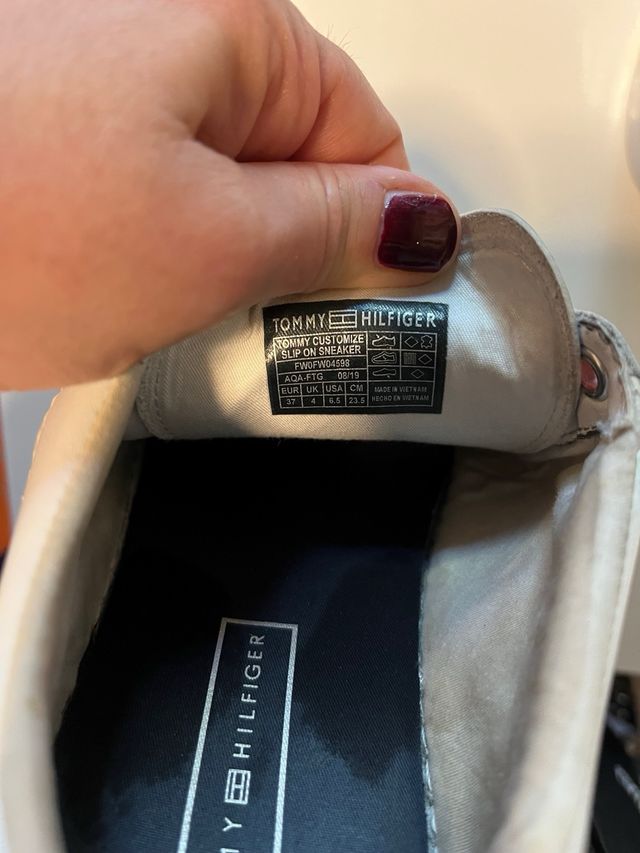 TOMMY HILFIGER
TOMMY CUSTOMIZE
SLIP ON SNEAKER
FW0FW04598
AQA-FTG 08/19
EUR UK USA CM
37 4 6.5 23.5
MADE IN VIETNAM
HECHO EN VIETNAM
Y HILFIGER